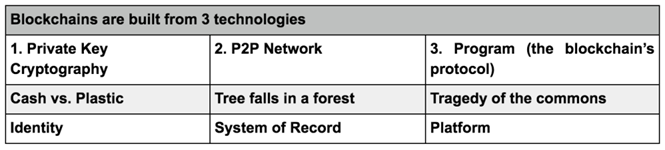 Blockchains are built from 3 technologies
1. Private Key Cryptography
2. P2P Network
3. Program (the blockchain's protocol)
Cash vs. Plastic
Tree falls in a forest
Tragedy of the commons
Identity
System of Record
Platform